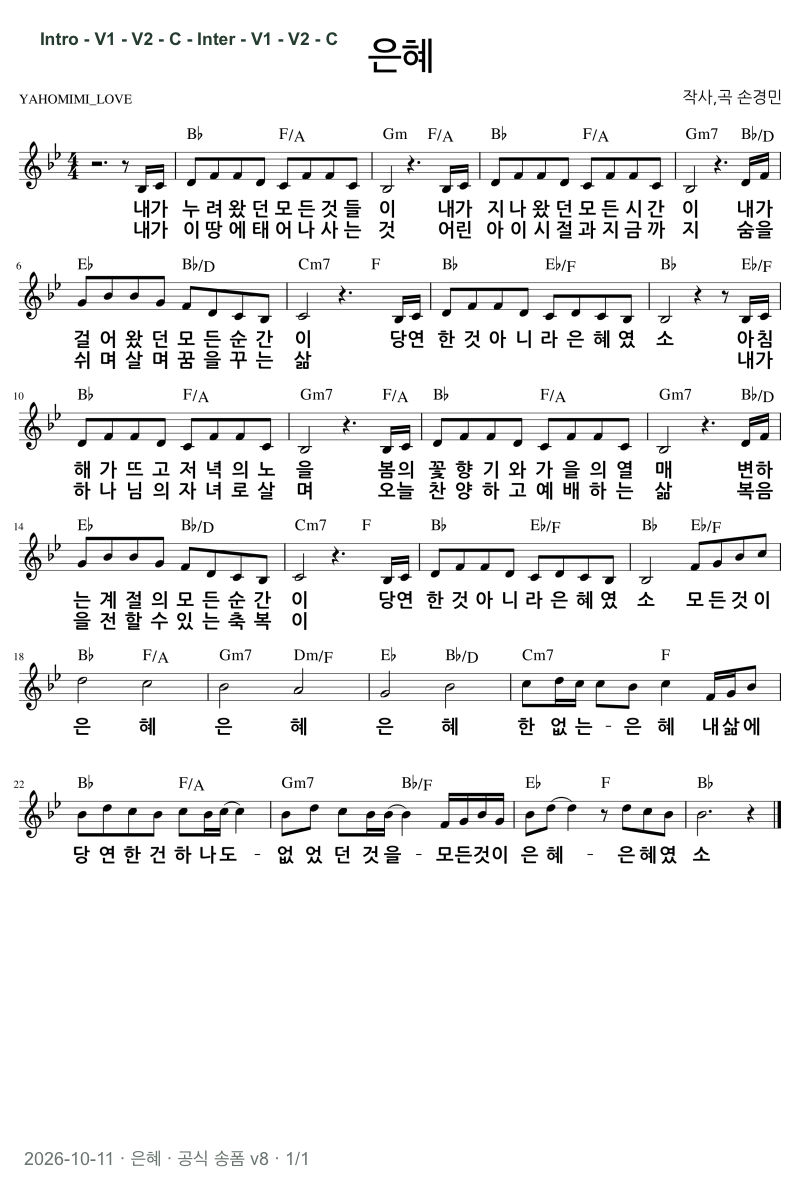 Intro - V1 - V2 - C - Inter - V1 - V2 - C
은혜
YAHOMIMI_LOVE
작사,곡 손경민
B♭ F/A Gm F/A B♭ F/A Gm7 B♭/D
내가 누 려 왔 던 모 든 것 들 이 내가 지 나 왔 던 모 든 시 간 이 내가
내가 이 땅 에 태 어 나 사 는 것 어린 아 이 시 절 과 지 금 까 지 숨을
6 E♭ B♭/D Cm7 F B♭ E♭/F B♭ E♭/F
걸 어 왔 던 모 든 순 간 이 당연 한 것 아 니 라 은 혜 였 소 아침
쉬 며 살 며 꿈 을 꾸 는 삶 내가
10 B♭ F/A Gm7 F/A B♭ F/A Gm7 B♭/D
해 가 뜨 고 저 녁 의 노 을 봄의 꽃 향 기 와 가 을 의 열 매 변하
하 나 님 의 자 녀 로 살 며 오늘 찬 양 하 고 예 배 하 는 삶 복음
14 E♭ B♭/D Cm7 F B♭ E♭/F B♭ E♭/F
는 계 절 의 모 든 순 간 이 당연 한 것 아 니 라 은 혜 였 소 모 든 것 이
을 전 할 수 있 는 축 복 이
18 B♭ F/A Gm7 Dm/F E♭ B♭/D Cm7 F
은 혜 은 혜 은 혜 한 없 는 - 은 혜 내삶에
22 B♭ F/A Gm7 B♭/F E♭ F B♭
당 연 한 건 하 나도 - 없 었 던 것 을 - 모든것이 은 혜 - 은혜였 소
2026-10-11 · 은혜 · 공식 송폼 v8 · 1/1